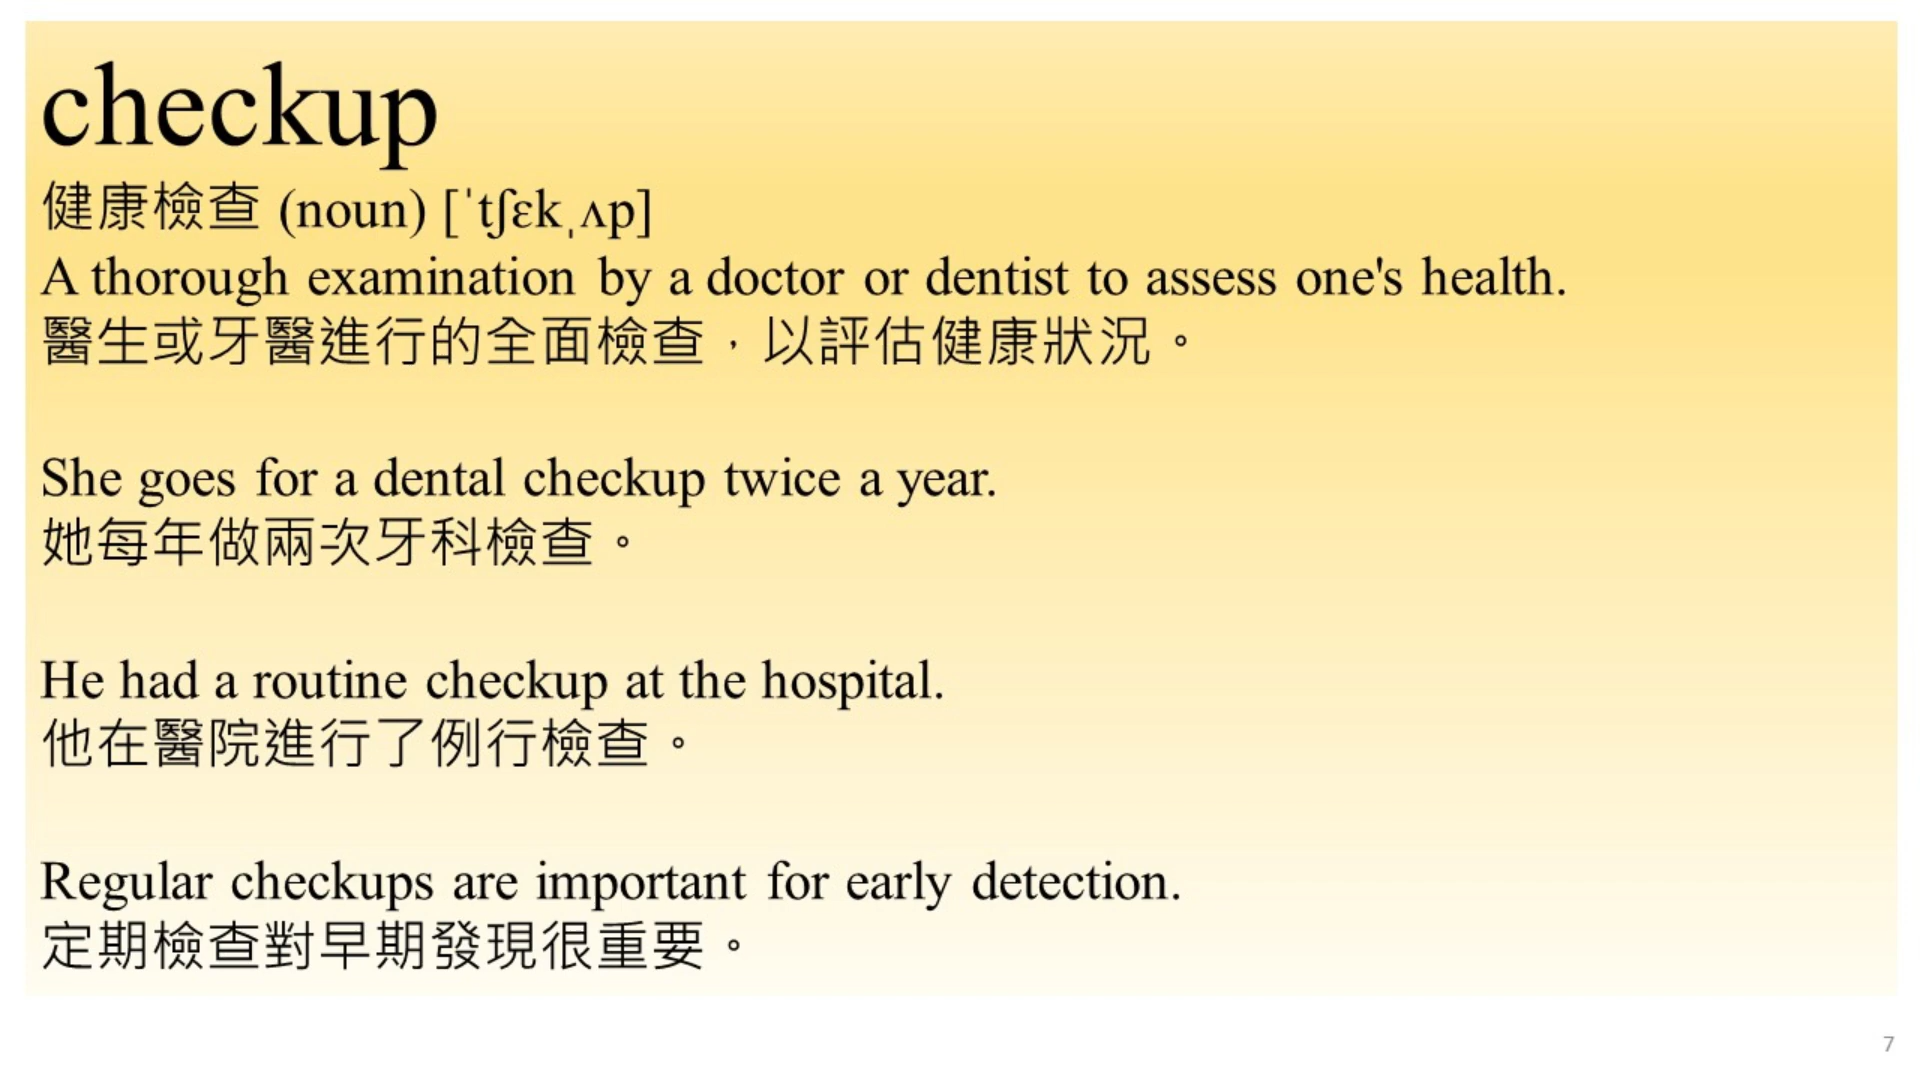 checkup
健康檢查 (noun) [ˈtʃɛkˌʌp]
A thorough examination by a doctor or dentist to assess one's health.
醫生或牙醫進行的全面檢查，以評估健康狀況。
She goes for a dental checkup twice a year.
她每年做兩次牙科檢查。
He had a routine checkup at the hospital.
他在醫院進行了例行檢查。
Regular checkups are important for early detection.
定期檢查對早期發現很重要。
7